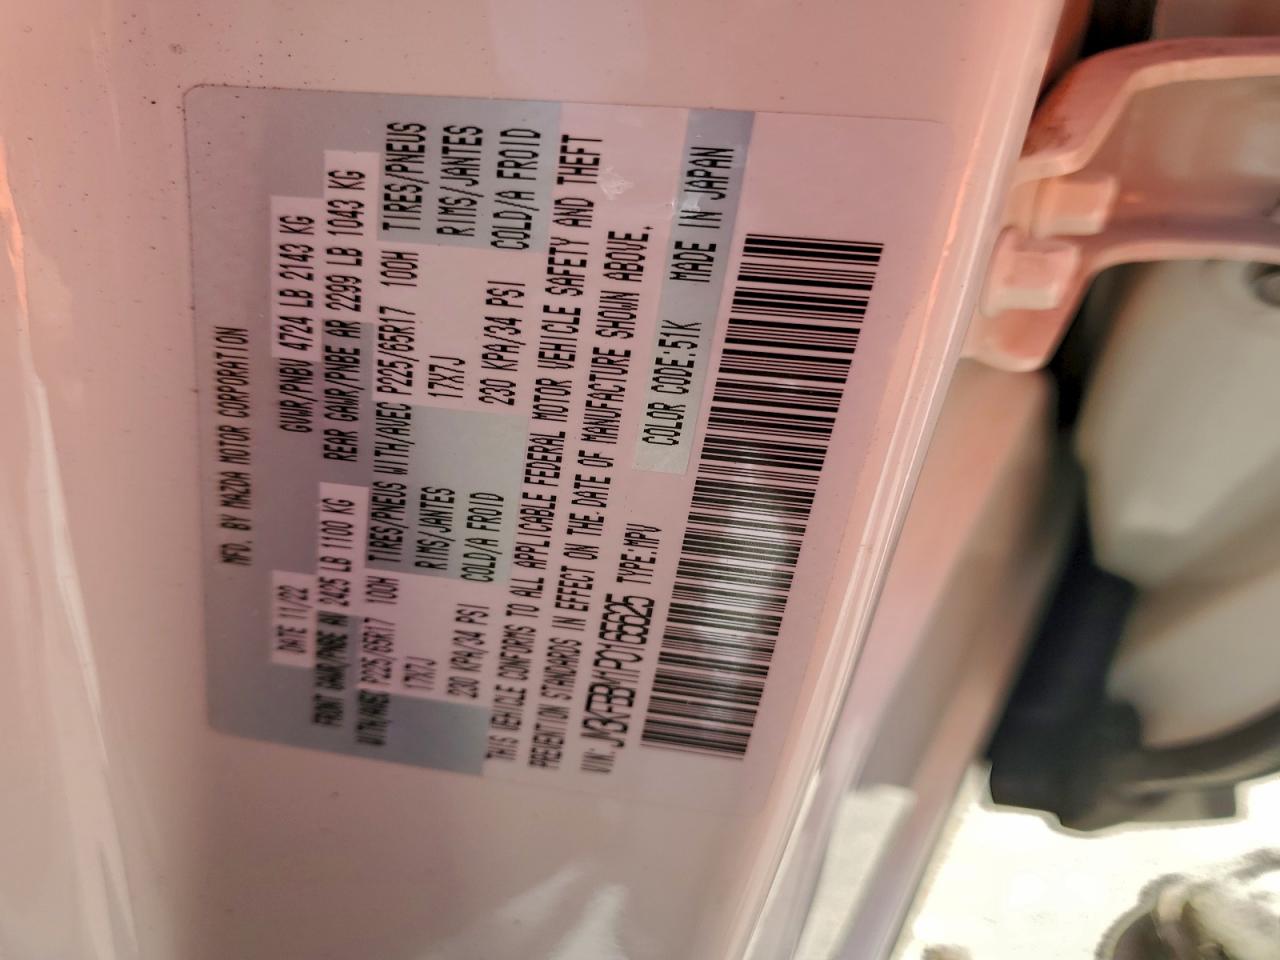 MFD. BY MAZDA MOTOR CORPORATION
DATE 11/22 GVWR/PNBV 4724 LB 2143 KG
FRONT GAWR/PNBE AV 2425 LB 1100 KG REAR GAWR/PNBE AR 2299 LB 1043 KG
WITH/AVEC P225/65R17 100H TIRES/PNEUS WITH/AVEC P225/65R17 100H TIRES/PNEUS
17X7J RIMS/JANTES 17X7J RIMS/JANTES
230 KPA/34 PSI COLD/A FROID 230 KPA/34 PSI COLD/A FROID
THIS VEHICLE CONFORMS TO ALL APPLICABLE FEDERAL MOTOR VEHICLE SAFETY AND THEFT
PREVENTION STANDARDS IN EFFECT ON THE DATE OF MANUFACTURE SHOWN ABOVE.
VIN: TYPE:MPV COLOR CODE:51K MADE IN JAPAN